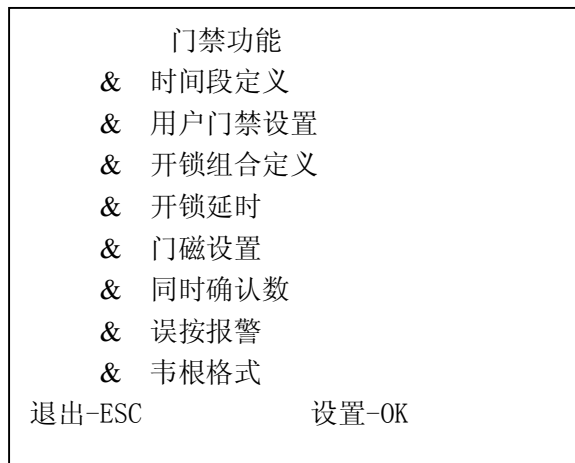 门禁功能
& 时间段定义
& 用户门禁设置
& 开锁组合定义
& 开锁延时
& 门磁设置
& 同时确认数
& 误按报警
& 韦根格式
退出-ESC 设置-OK